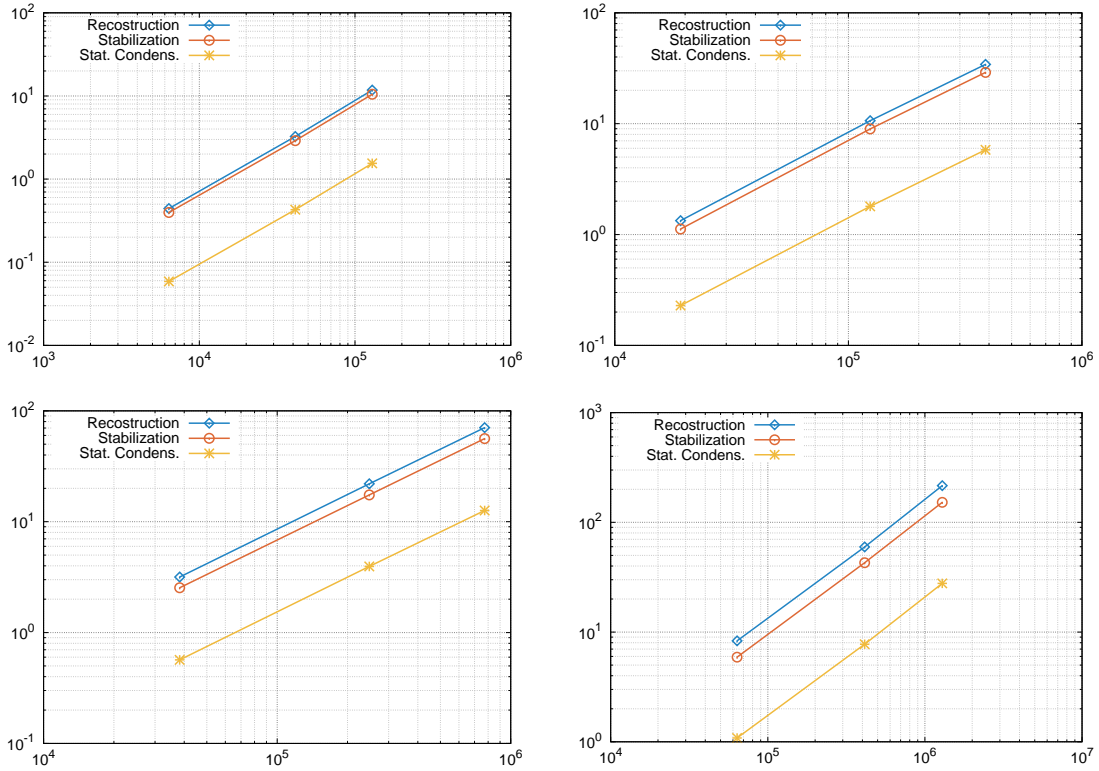 10^2
Recostruction
Stabilization
Stat. Condens.
10^1
10^0
10^-1
10^-2
10^3 10^4 10^5 10^6
10^2
Recostruction
Stabilization
Stat. Condens.
10^1
10^0
10^-1
10^4 10^5 10^6
10^2
Recostruction
Stabilization
Stat. Condens.
10^1
10^0
10^-1
10^4 10^5 10^6
10^3
Recostruction
Stabilization
Stat. Condens.
10^2
10^1
10^0
10^4 10^5 10^6 10^7